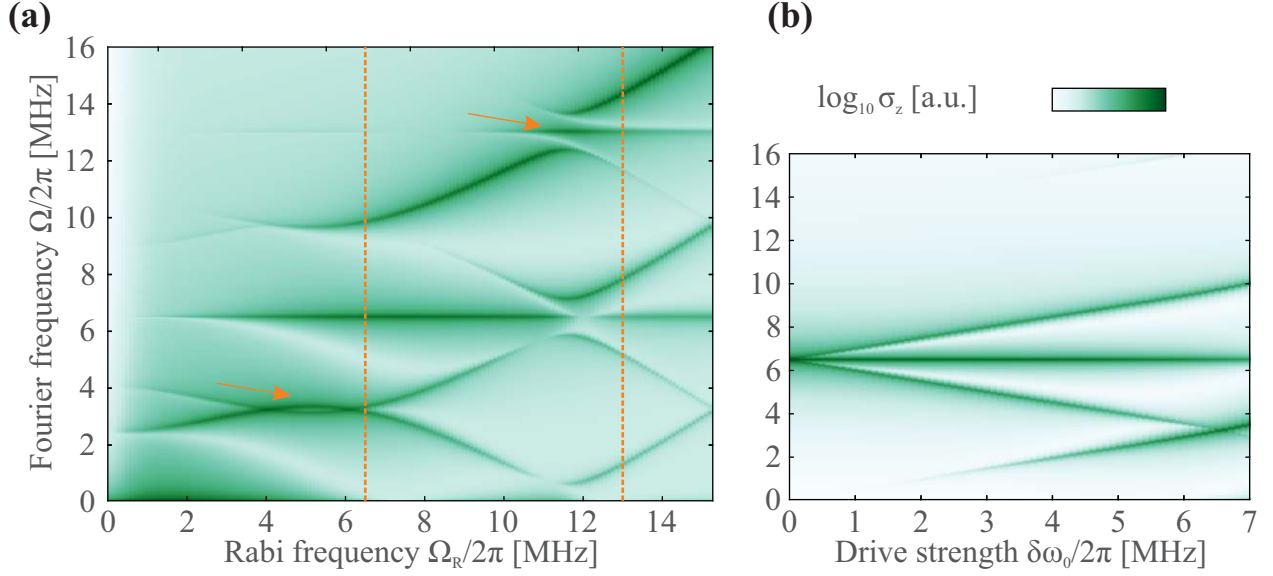 (a)
16
14
12
10
8
6
4
2
0
Fourier frequency Ω/2π [MHz]
0 2 4 6 8 10 12 14
Rabi frequency Ω_R/2π [MHz]
(b)
log₁₀ σ_z [a.u.]
16
14
12
10
8
6
4
2
0
0 1 2 3 4 5 6 7
Drive strength δω₀/2π [MHz]